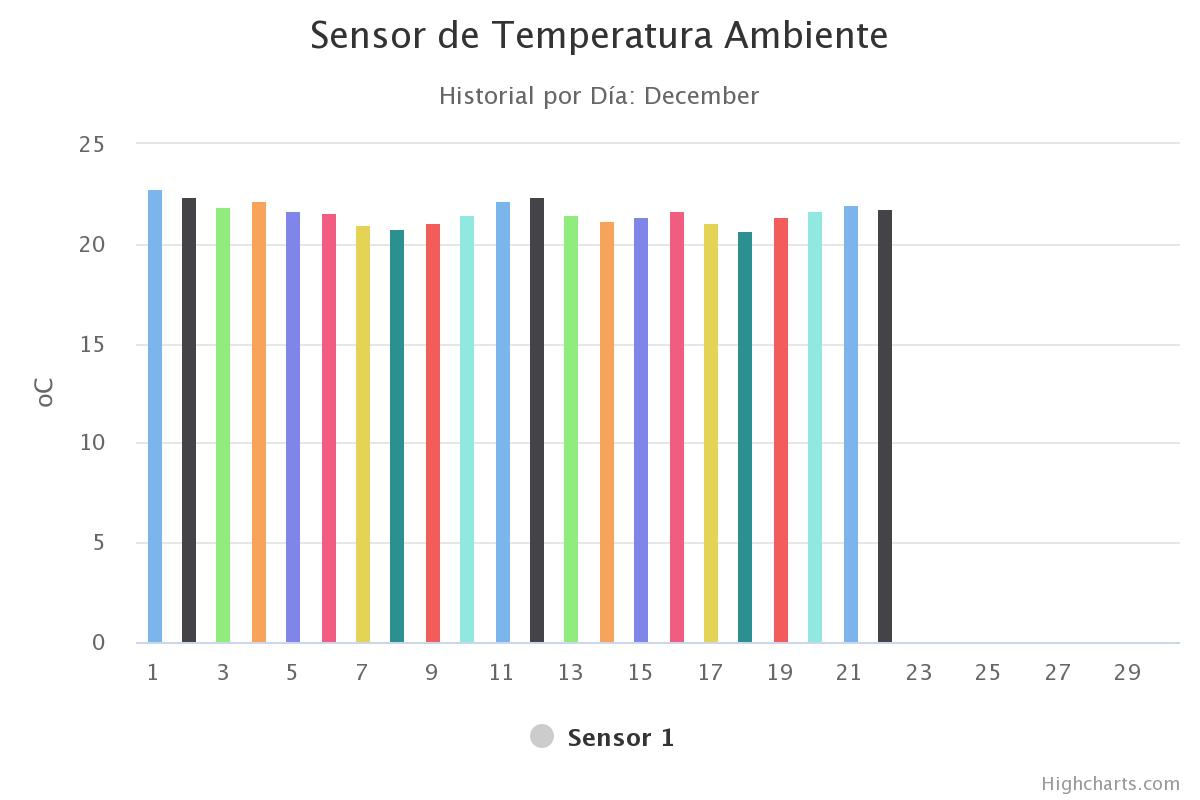 Sensor de Temperatura Ambiente
Historial por Día: December
25
20
15
10
5
0
oC
1 3 5 7 9 11 13 15 17 19 21 23 25 27 29
Sensor 1
Highcharts.com